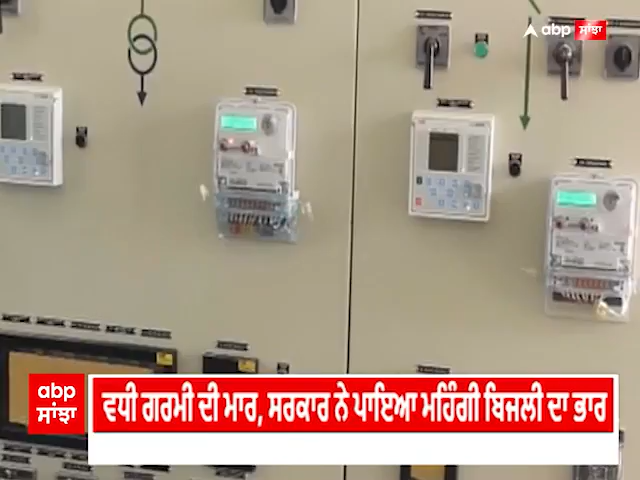 abp ਸਾਂਝਾ
abp
ਸਾਂਝਾ
ਵਧੀ ਗਰਮੀ ਦੀ ਮਾਰ, ਸਰਕਾਰ ਨੇ ਪਾਇਆ ਮਹਿੰਗੀ ਬਿਜਲੀ ਦਾ ਭਾਰ